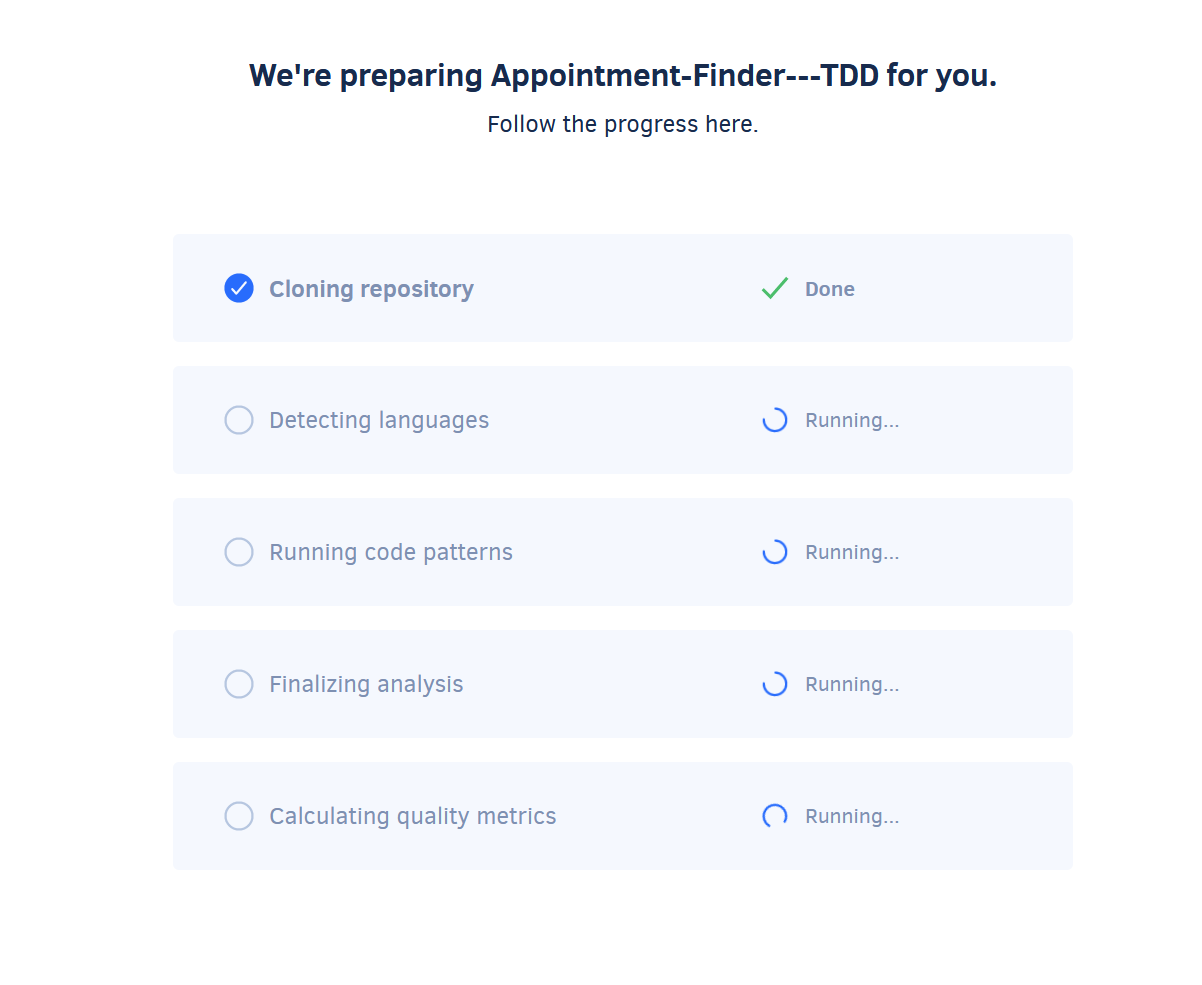 We're preparing Appointment-Finder---TDD for you.
Follow the progress here.
Cloning repository Done
Detecting languages Running...
Running code patterns Running...
Finalizing analysis Running...
Calculating quality metrics Running...